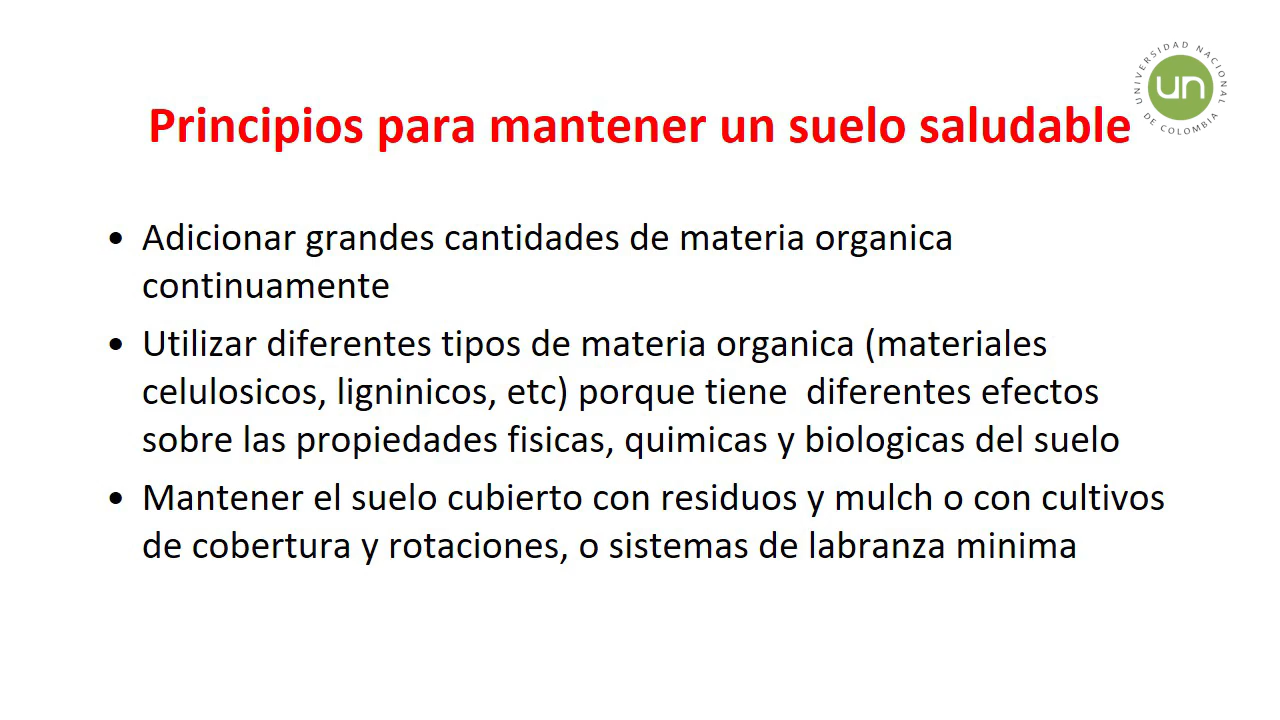 UNIVERSIDAD NACIONAL
DE COLOMBIA
un
Principios para mantener un suelo saludable
• Adicionar grandes cantidades de materia organica
continuamente
• Utilizar diferentes tipos de materia organica (materiales
celulosicos, ligninicos, etc) porque tiene  diferentes efectos
sobre las propiedades fisicas, quimicas y biologicas del suelo
• Mantener el suelo cubierto con residuos y mulch o con cultivos
de cobertura y rotaciones, o sistemas de labranza minima